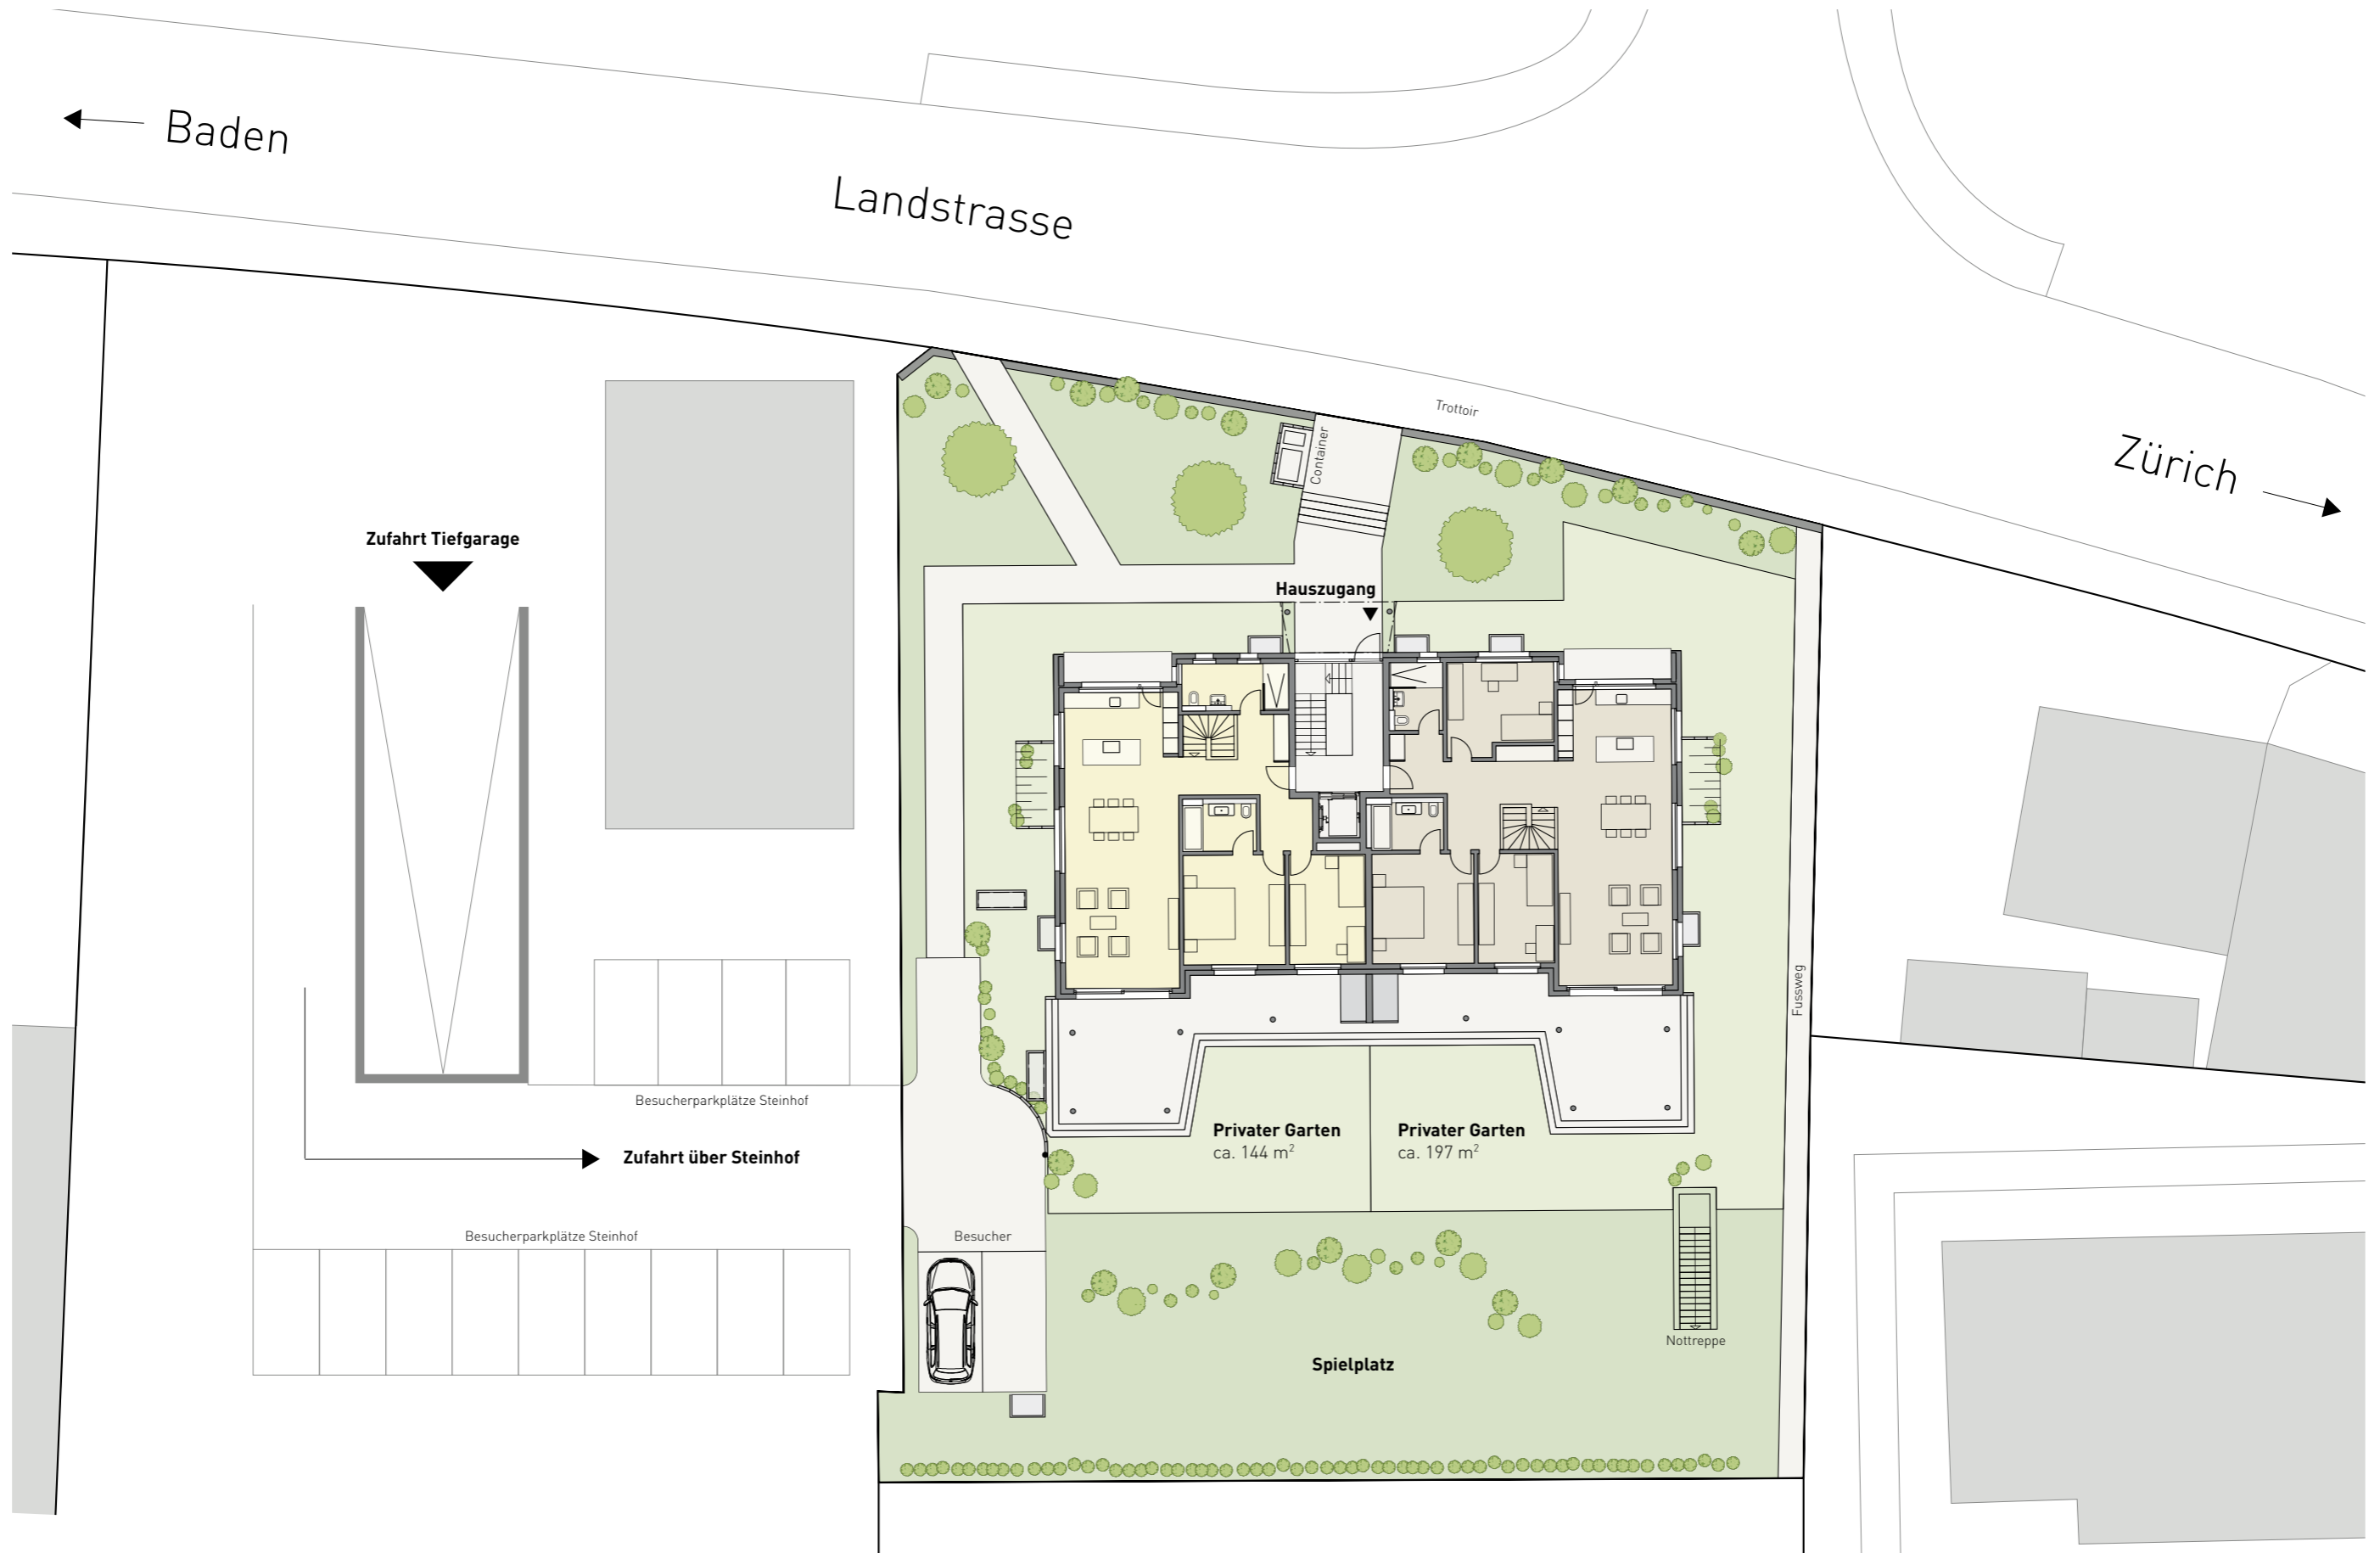 Baden
Landstrasse
Trottoir
Zürich
Container
Zufahrt Tiefgarage
Hauszugang
Fussweg
Besucherparkplätze Steinhof
Privater Garten
ca. 144 m²
Privater Garten
ca. 197 m²
Zufahrt über Steinhof
Besucherparkplätze Steinhof
Besucher
Nottreppe
Spielplatz